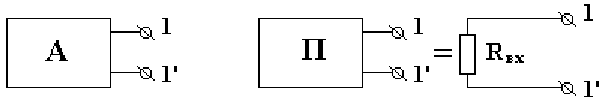 А 1 1' П 1 1' = Rвх 1 1'